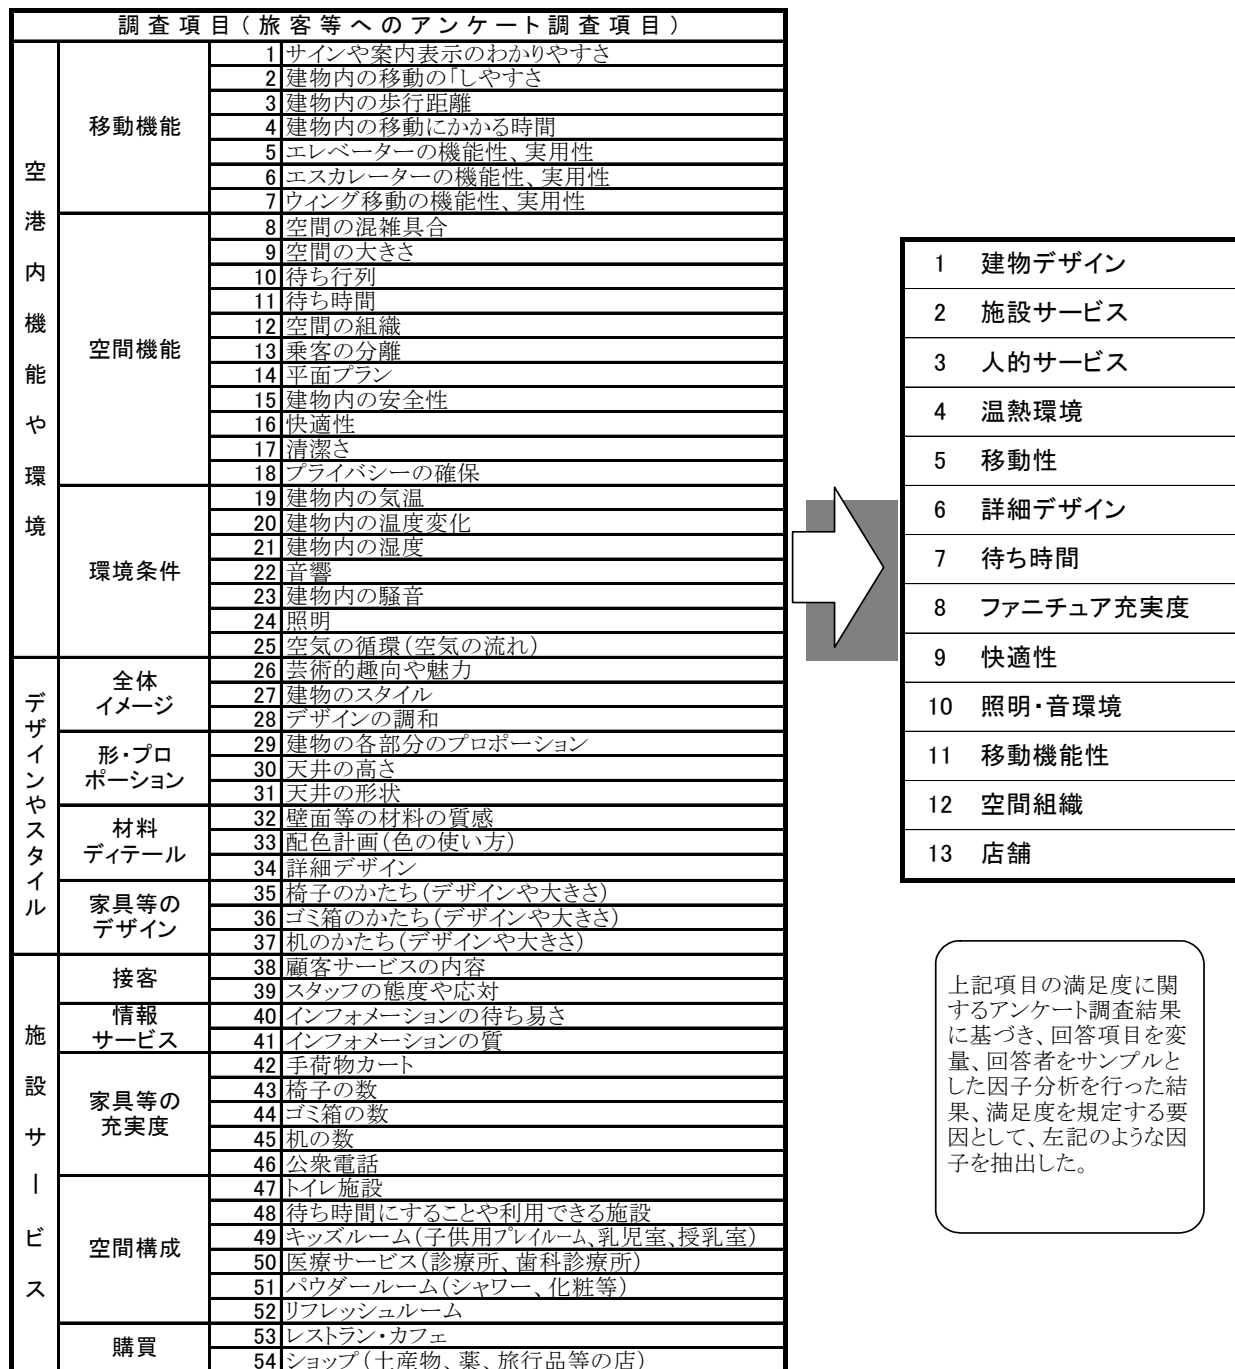 調査項目(旅客等へのアンケート調査項目)
空港内機能や環境
移動機能
1 サインや案内表示のわかりやすさ
2 建物内の移動の「しやすさ
3 建物内の歩行距離
4 建物内の移動にかかる時間
5 エレベーターの機能性、実用性
6 エスカレーターの機能性、実用性
7 ウィング移動の機能性、実用性
空間機能
8 空間の混雑具合
9 空間の大きさ
10 待ち行列
11 待ち時間
12 空間の組織
13 乗客の分離
14 平面プラン
15 建物内の安全性
16 快適性
17 清潔さ
18 プライバシーの確保
環境条件
19 建物内の気温
20 建物内の温度変化
21 建物内の湿度
22 音響
23 建物内の騒音
24 照明
25 空気の循環(空気の流れ)
デザインやスタイル
全体
イメージ
26 芸術的趣向や魅力
27 建物のスタイル
28 デザインの調和
形・プロ
ポーション
29 建物の各部分のプロポーション
30 天井の高さ
31 天井の形状
材料
ディテール
32 壁面等の材料の質感
33 配色計画(色の使い方)
34 詳細デザイン
家具等の
デザイン
35 椅子のかたち(デザインや大きさ)
36 ゴミ箱のかたち(デザインや大きさ)
37 机のかたち(デザインや大きさ)
施設サービス
接客
38 顧客サービスの内容
39 スタッフの態度や応対
情報
サービス
40 インフォメーションの待ち易さ
41 インフォメーションの質
家具等の
充実度
42 手荷物カート
43 椅子の数
44 ゴミ箱の数
45 机の数
46 公衆電話
空間構成
47 トイレ施設
48 待ち時間にすることや利用できる施設
49 キッズルーム(子供用プレイルーム、乳児室、授乳室)
50 医療サービス(診療所、歯科診療所)
51 パウダールーム(シャワー、化粧等)
52 リフレッシュルーム
購買
53 レストラン・カフェ
54 ショップ(土産物、薬、旅行品等の店)
1 建物デザイン
2 施設サービス
3 人的サービス
4 温熱環境
5 移動性
6 詳細デザイン
7 待ち時間
8 ファニチュア充実度
9 快適性
10 照明・音環境
11 移動機能性
12 空間組織
13 店舗
上記項目の満足度に関
するアンケート調査結果
に基づき、回答項目を変
量、回答者をサンプルと
した因子分析を行った結
果、満足度を規定する要
因として、左記のような因
子を抽出した。